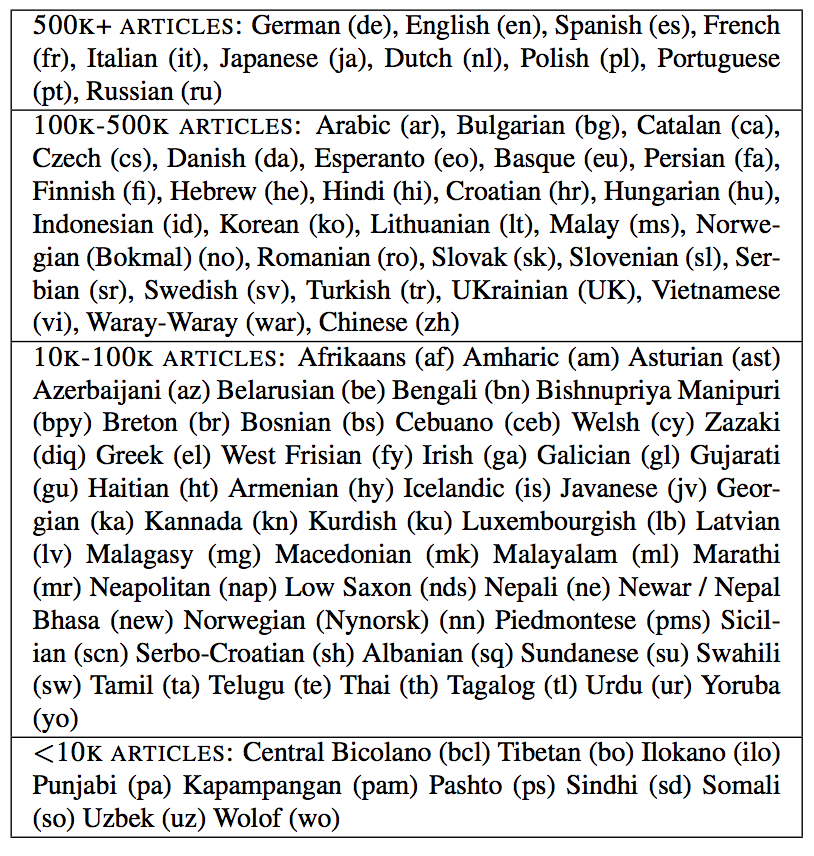 500K+ ARTICLES: German (de), English (en), Spanish (es), French
(fr), Italian (it), Japanese (ja), Dutch (nl), Polish (pl), Portuguese
(pt), Russian (ru)
100K-500K ARTICLES: Arabic (ar), Bulgarian (bg), Catalan (ca),
Czech (cs), Danish (da), Esperanto (eo), Basque (eu), Persian (fa),
Finnish (fi), Hebrew (he), Hindi (hi), Croatian (hr), Hungarian (hu),
Indonesian (id), Korean (ko), Lithuanian (lt), Malay (ms), Norwe-
gian (Bokmal) (no), Romanian (ro), Slovak (sk), Slovenian (sl), Ser-
bian (sr), Swedish (sv), Turkish (tr), UKrainian (UK), Vietnamese
(vi), Waray-Waray (war), Chinese (zh)
10K-100K ARTICLES: Afrikaans (af) Amharic (am) Asturian (ast)
Azerbaijani (az) Belarusian (be) Bengali (bn) Bishnupriya Manipuri
(bpy) Breton (br) Bosnian (bs) Cebuano (ceb) Welsh (cy) Zazaki
(diq) Greek (el) West Frisian (fy) Irish (ga) Galician (gl) Gujarati
(gu) Haitian (ht) Armenian (hy) Icelandic (is) Javanese (jv) Geor-
gian (ka) Kannada (kn) Kurdish (ku) Luxembourgish (lb) Latvian
(lv) Malagasy (mg) Macedonian (mk) Malayalam (ml) Marathi
(mr) Neapolitan (nap) Low Saxon (nds) Nepali (ne) Newar / Nepal
Bhasa (new) Norwegian (Nynorsk) (nn) Piedmontese (pms) Sicil-
ian (scn) Serbo-Croatian (sh) Albanian (sq) Sundanese (su) Swahili
(sw) Tamil (ta) Telugu (te) Thai (th) Tagalog (tl) Urdu (ur) Yoruba
(yo)
<10K ARTICLES: Central Bicolano (bcl) Tibetan (bo) Ilokano (ilo)
Punjabi (pa) Kapampangan (pam) Pashto (ps) Sindhi (sd) Somali
(so) Uzbek (uz) Wolof (wo)